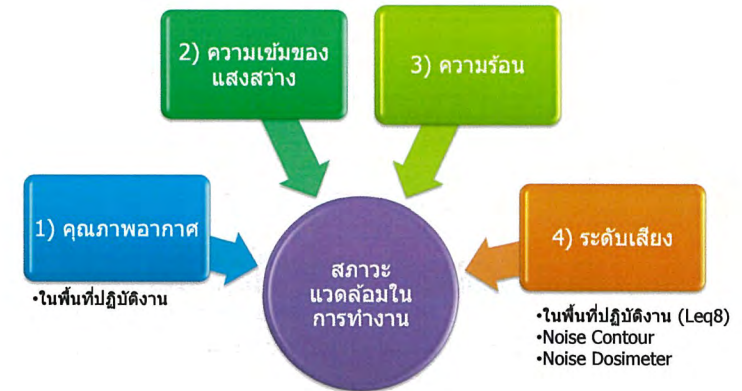 2) ความเข้มของ
แสงสว่าง
3) ความร้อน
1) คุณภาพอากาศ
•ในพื้นที่ปฏิบัติงาน
สภาวะ
แวดล้อมใน
การทำงาน
4) ระดับเสียง
•ในพื้นที่ปฏิบัติงาน (Leq8)
•Noise Contour
•Noise Dosimeter